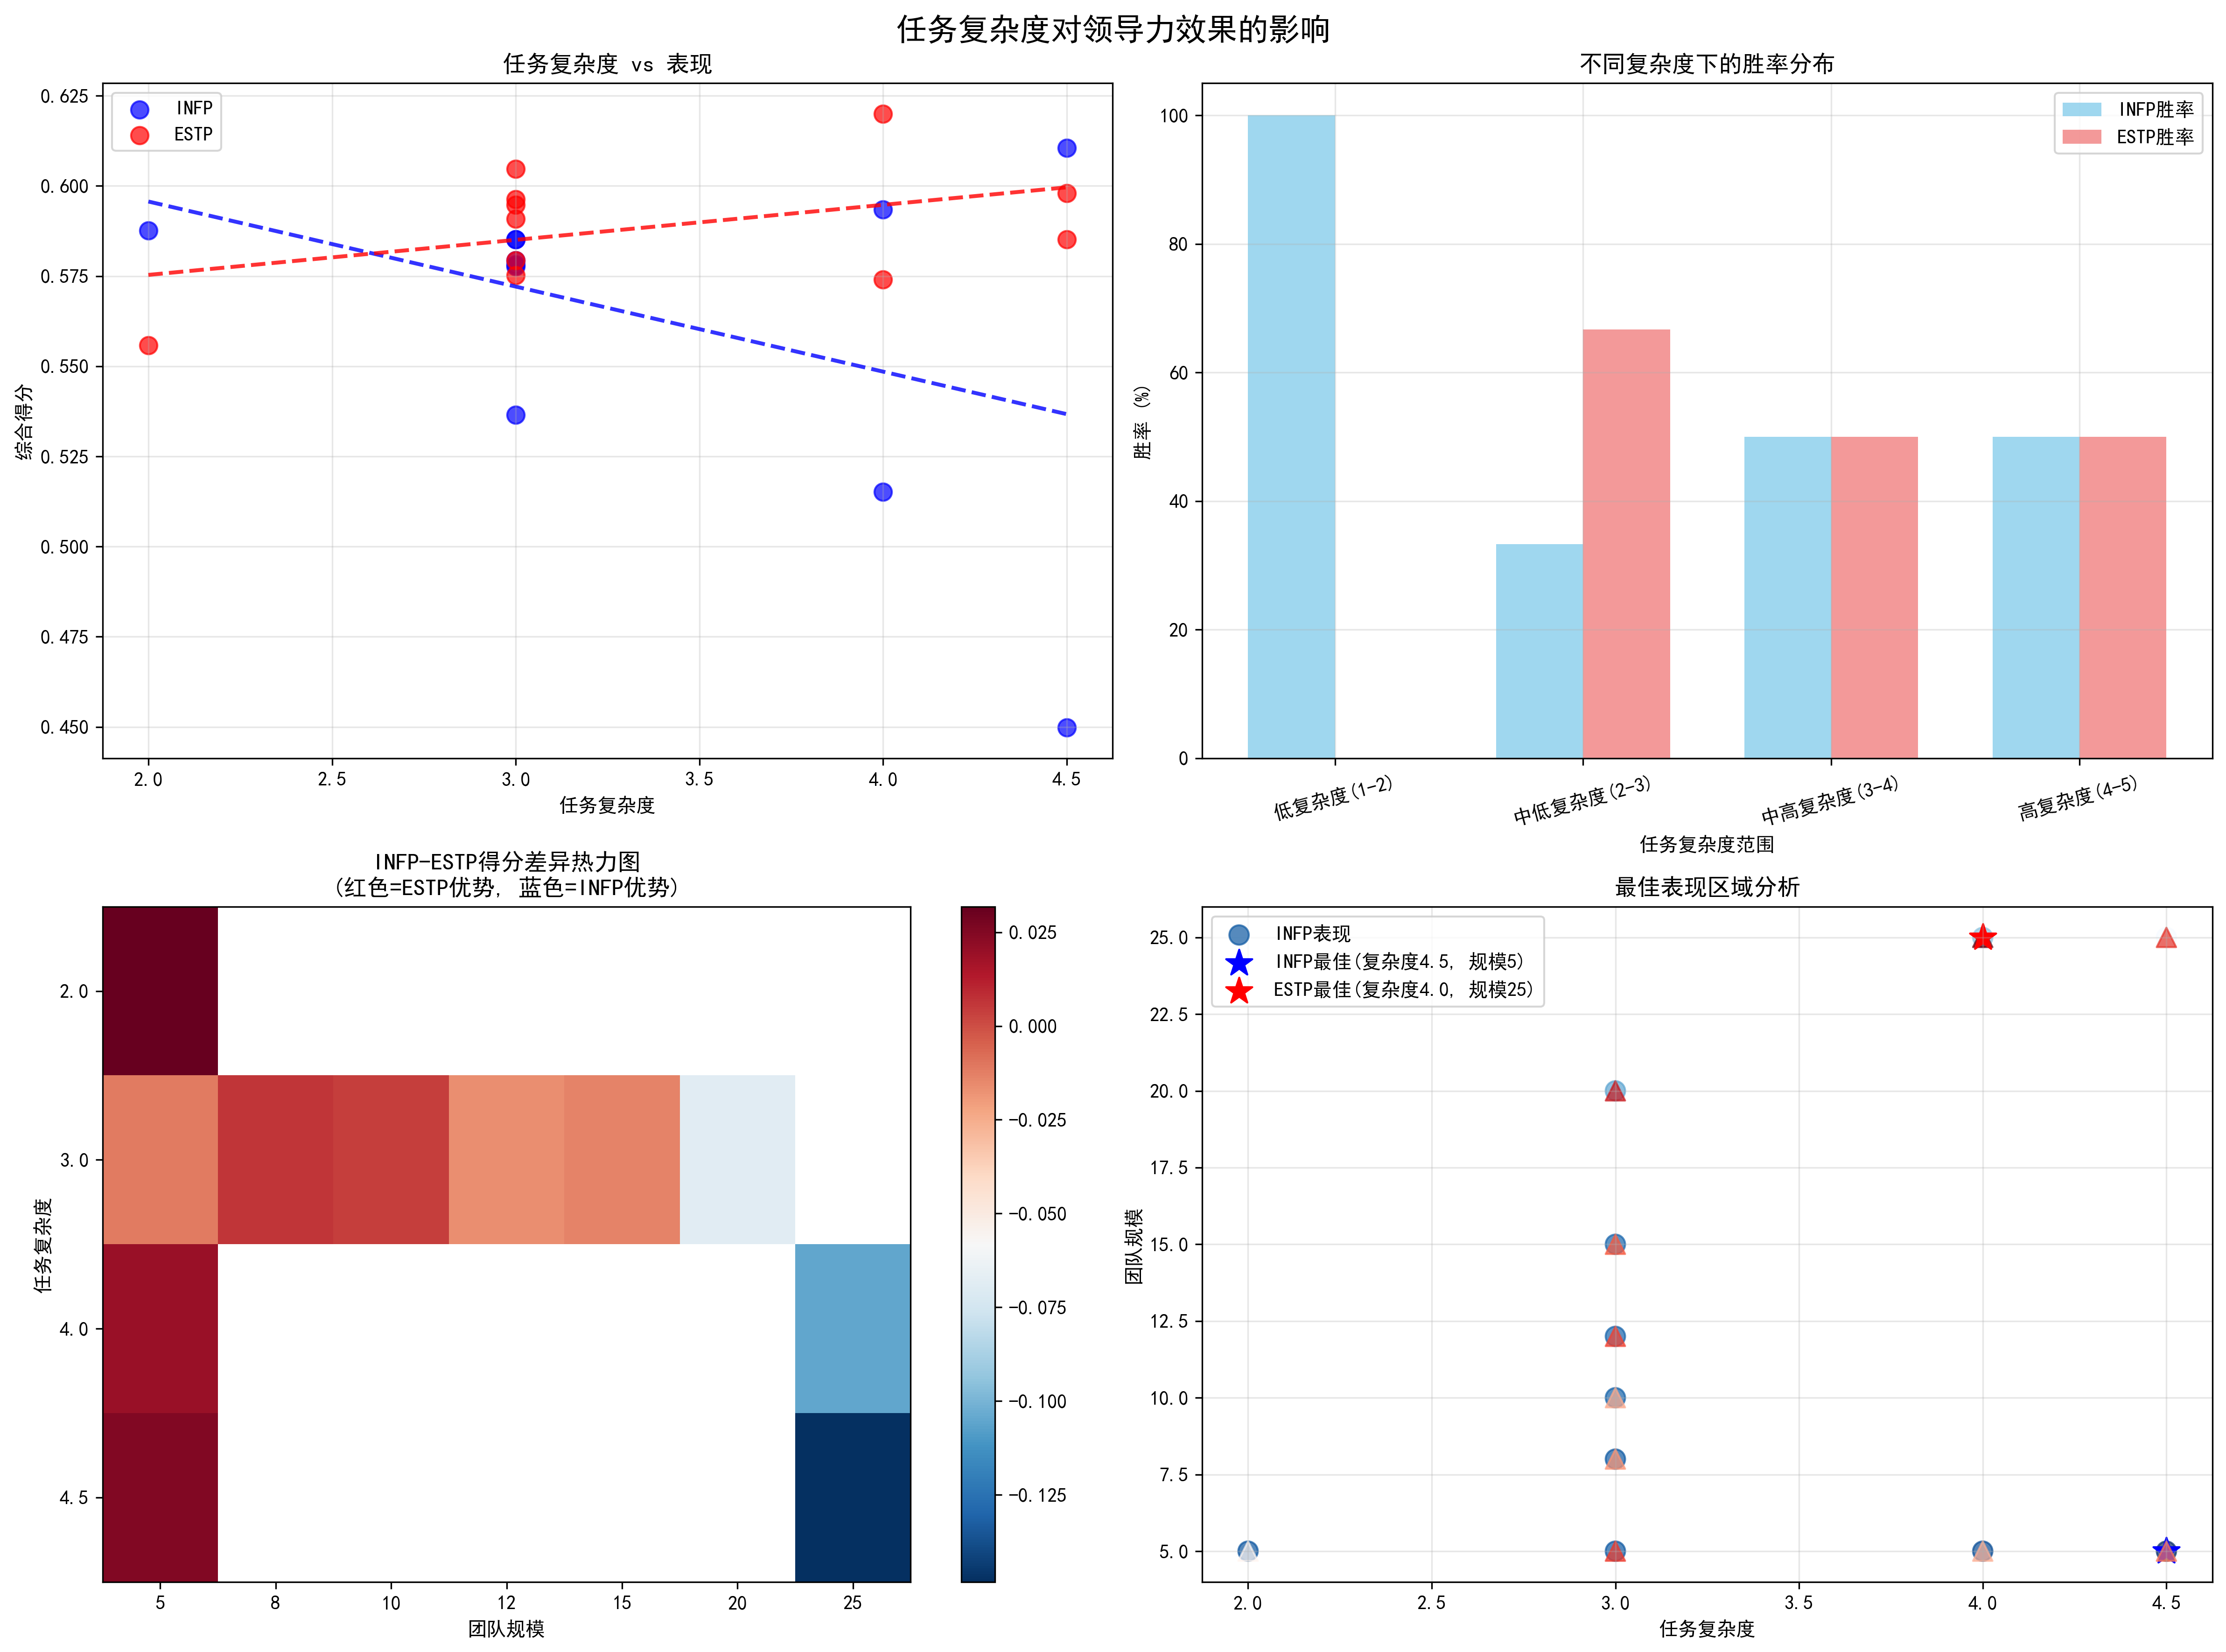 任务复杂度对领导力效果的影响
任务复杂度 vs 表现
INFP
ESTP
0.625
0.600
0.575
0.550
0.525
0.500
0.475
0.450
综合得分
2.0
2.5
3.0
3.5
4.0
4.5
任务复杂度
不同复杂度下的胜率分布
INFP胜率
ESTP胜率
100
80
60
40
20
0
胜率 (%)
低复杂度(1-2)
中低复杂度(2-3)
中高复杂度(3-4)
高复杂度(4-5)
任务复杂度范围
INFP-ESTP得分差异热力图
(红色=ESTP优势, 蓝色=INFP优势)
2.0
3.0
4.0
4.5
任务复杂度
5
8
10
12
15
20
25
团队规模
0.025
0.000
-0.025
-0.050
-0.075
-0.100
-0.125
最佳表现区域分析
INFP表现
INFP最佳(复杂度4.5, 规模5)
ESTP最佳(复杂度4.0, 规模25)
25.0
22.5
20.0
17.5
15.0
12.5
10.0
7.5
5.0
团队规模
2.0
2.5
3.0
3.5
4.0
4.5
任务复杂度